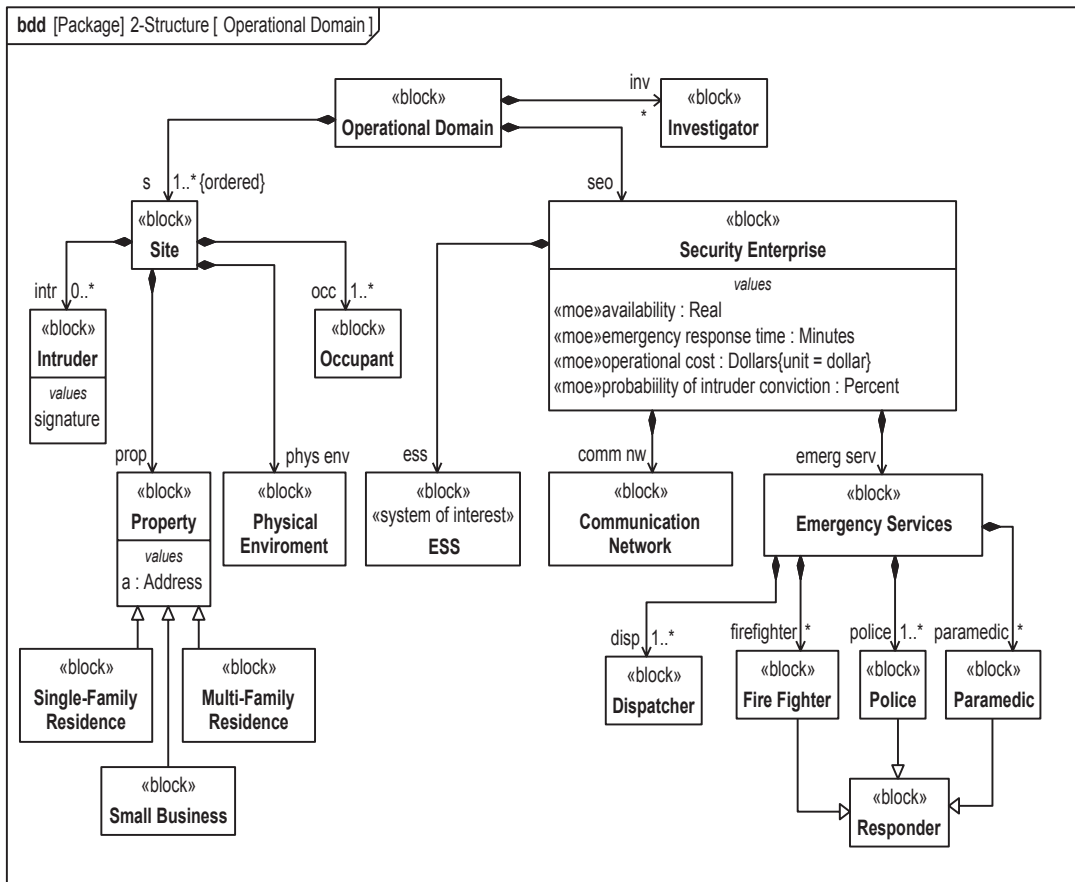 bdd [Package] 2-Structure [ Operational Domain ]
«block»
Operational Domain
inv
*
«block»
Investigator
s 1..* {ordered}
seo
«block»
Site
«block»
Security Enterprise
values
«moe»availability : Real
«moe»emergency response time : Minutes
«moe»operational cost : Dollars{unit = dollar}
«moe»probabiility of intruder conviction : Percent
intr 0..*
occ 1..*
«block»
Intruder
values
signature
«block»
Occupant
prop
phys env
ess
comm nw
emerg serv
«block»
Property
values
a : Address
«block»
Physical
Enviroment
«block»
«system of interest»
ESS
«block»
Communication
Network
«block»
Emergency Services
disp 1..*
firefighter *
police 1..*
paramedic *
«block»
Single-Family
Residence
«block»
Multi-Family
Residence
«block»
Dispatcher
«block»
Fire Fighter
«block»
Police
«block»
Paramedic
«block»
Small Business
«block»
Responder